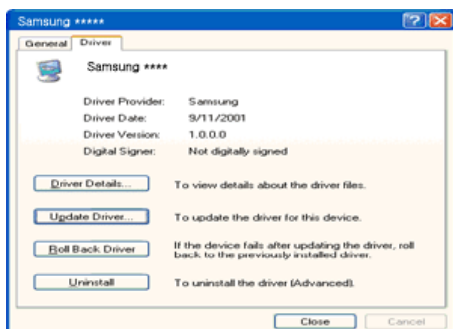 Samsung *****
General Driver
Samsung ****
Driver Provider: Samsung
Driver Date: 9/11/2001
Driver Version: 1.0.0.0
Digital Signer: Not digitally signed
Driver Details... To view details about the driver files.
Update Driver... To update the driver for this device.
Roll Back Driver If the device fails after updating the driver, roll
back to the previously installed driver.
Uninstall To uninstall the driver (Advanced).
Close Cancel